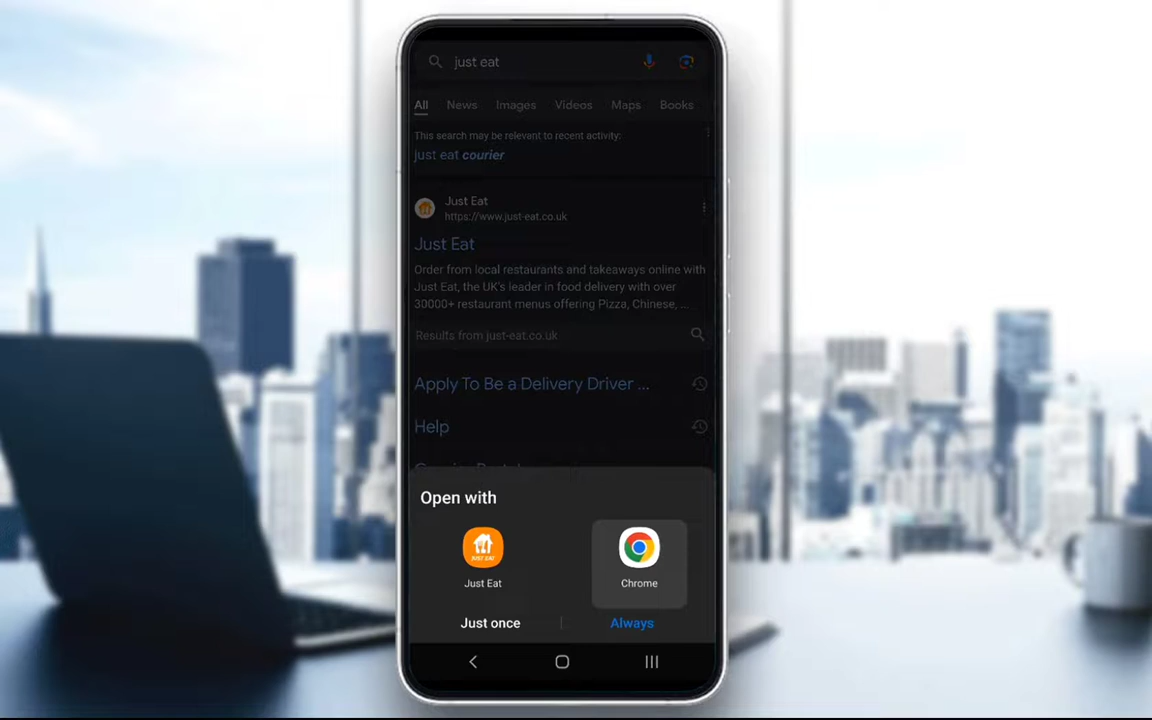 just eat
All News Images Videos Maps Books
This search may be relevant to recent activity:
just eat courier
Just Eat
https://www.just-eat.co.uk
Just Eat
Order from local restaurants and takeaways online with
Just Eat, the UK's leader in food delivery with over
30000+ restaurant menus offering Pizza, Chinese, ...
Results from just-eat.co.uk
Apply To Be a Delivery Driver ...
Help
Open with
JUST EAT
Just Eat Chrome
Just once Always